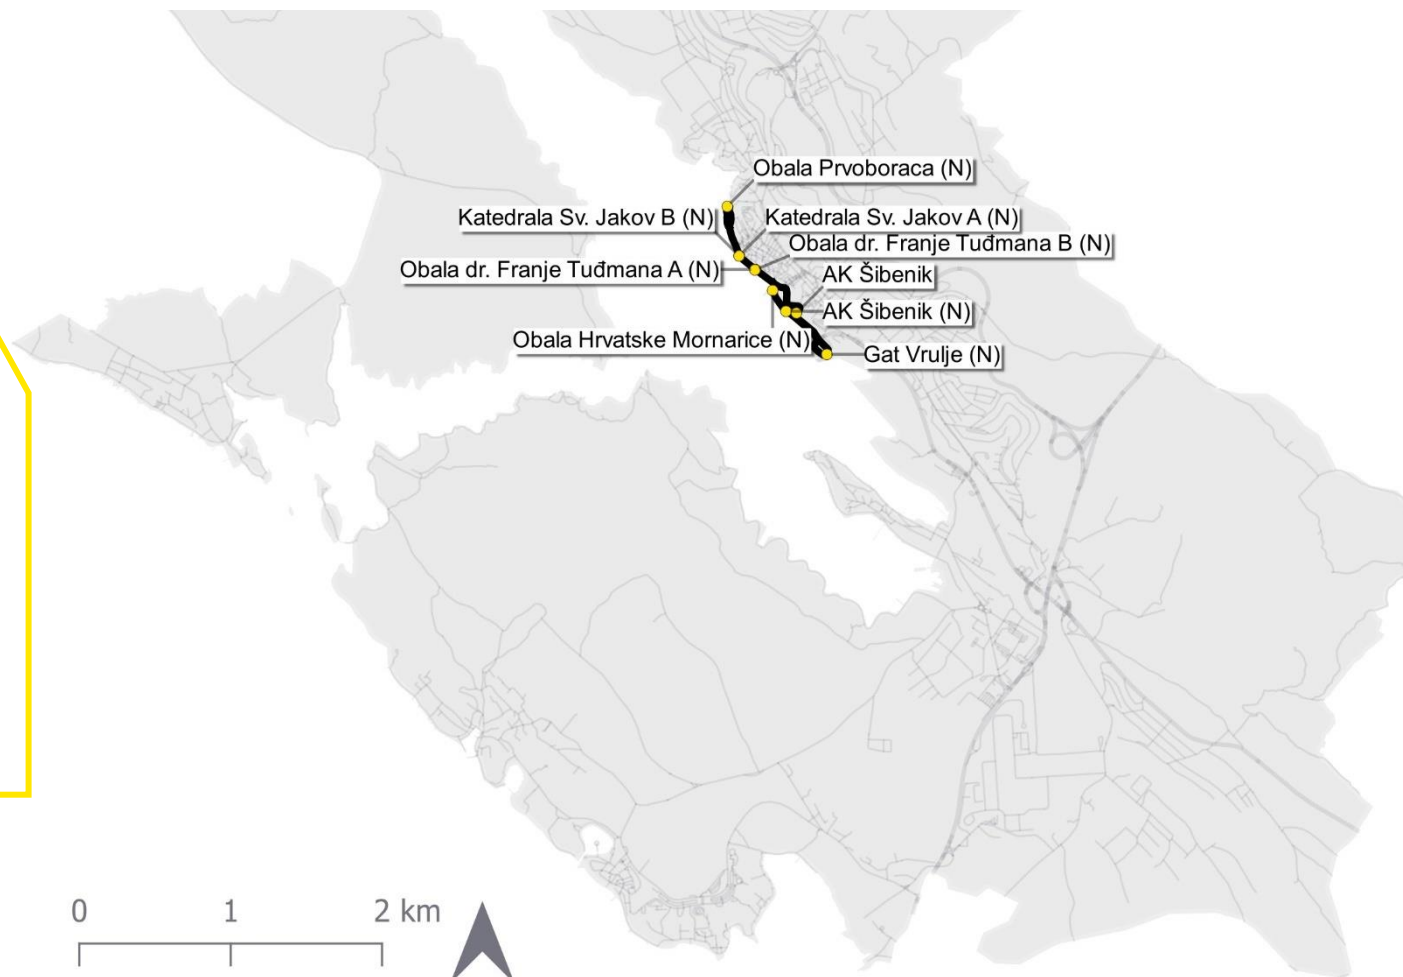 Obala Prvoboraca (N)
Katedrala Sv. Jakov B (N)
Katedrala Sv. Jakov A (N)
Obala dr. Franje Tuđmana B (N)
Obala dr. Franje Tuđmana A (N)
AK Šibenik
AK Šibenik (N)
Obala Hrvatske Mornarice (N)
Gat Vrulje (N)
0 1 2 km